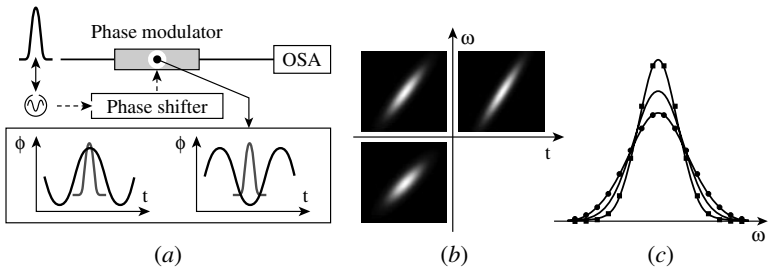 Phase modulator
OSA
Phase shifter
ϕ
t
ϕ
t
(a)
ω
t
(b)
ω
(c)